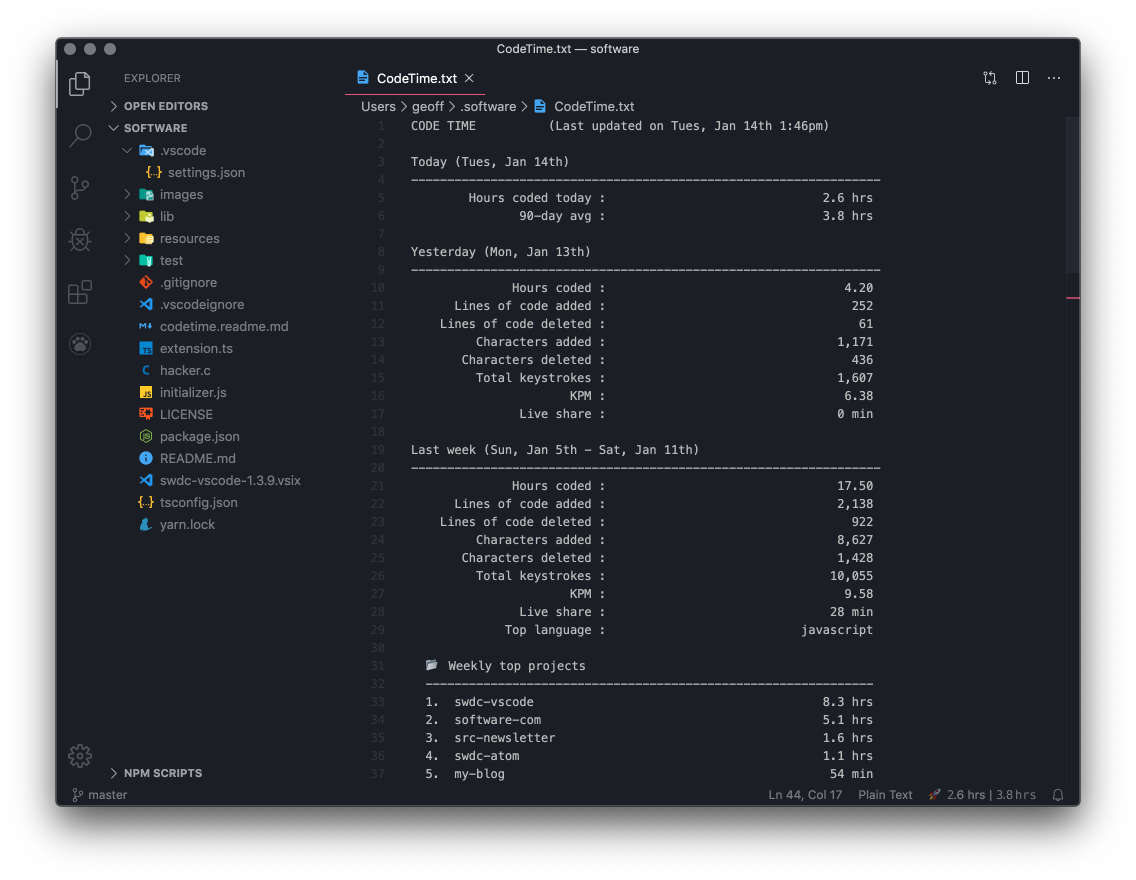 CodeTime.txt — software
EXPLORER
OPEN EDITORS
SOFTWARE
.vscode
{..} settings.json
images
lib
resources
test
.gitignore
.vscodeignore
M↓ codetime.readme.md
TS extension.ts
C hacker.c
JS initializer.js
LICENSE
JS package.json
i README.md
swdc-vscode-1.3.9.vsix
{..} tsconfig.json
yarn.lock
NPM SCRIPTS
CodeTime.txt
Users > geoff > .software > CodeTime.txt
1 CODE TIME (Last updated on Tues, Jan 14th 1:46pm)
2
3 Today (Tues, Jan 14th)
4
5 Hours coded today : 2.6 hrs
6 90-day avg : 3.8 hrs
7
8 Yesterday (Mon, Jan 13th)
9
10 Hours coded : 4.20
11 Lines of code added : 252
12 Lines of code deleted : 61
13 Characters added : 1,171
14 Characters deleted : 436
15 Total keystrokes : 1,607
16 KPM : 6.38
17 Live share : 0 min
18
19 Last week (Sun, Jan 5th - Sat, Jan 11th)
20
21 Hours coded : 17.50
22 Lines of code added : 2,138
23 Lines of code deleted : 922
24 Characters added : 8,627
25 Characters deleted : 1,428
26 Total keystrokes : 10,055
27 KPM : 9.58
28 Live share : 28 min
29 Top language : javascript
30
31 Weekly top projects
32
33 1. swdc-vscode 8.3 hrs
34 2. software-com 5.1 hrs
35 3. src-newsletter 1.6 hrs
36 4. swdc-atom 1.1 hrs
37 5. my-blog 54 min
master
Ln 44, Col 17 Plain Text 2.6 hrs | 3.8 hrs